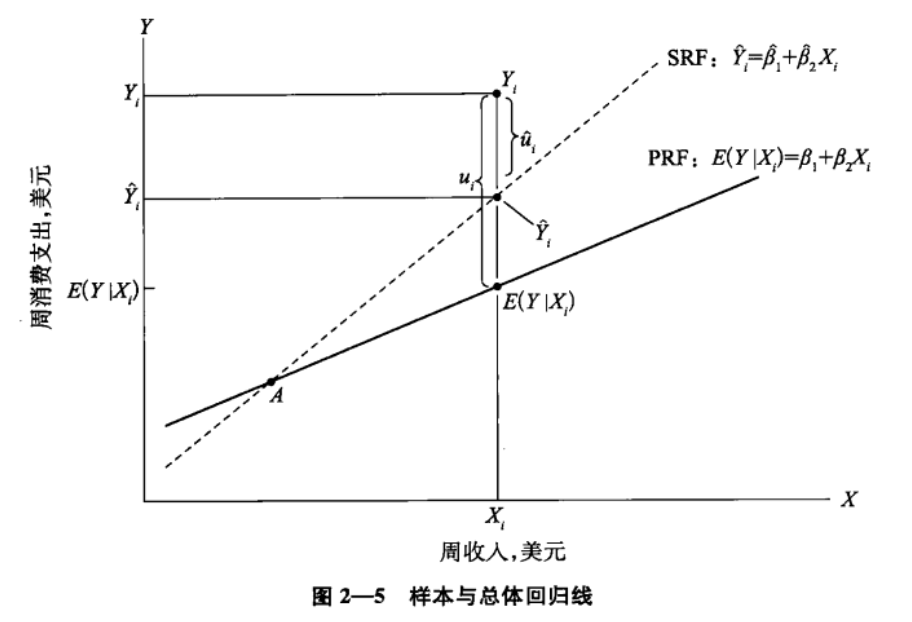 Y
SRF：Ŷᵢ=β̂₁+β̂₂Xᵢ
Yᵢ
Yᵢ
ûᵢ
PRF：E(Y|Xᵢ)=β₁+β₂Xᵢ
uᵢ
Ŷᵢ
Ŷᵢ
E(Y|Xᵢ)
E(Y|Xᵢ)
周消费支出,美元
A
X
Xᵢ
周收入,美元
图 2—5 样本与总体回归线